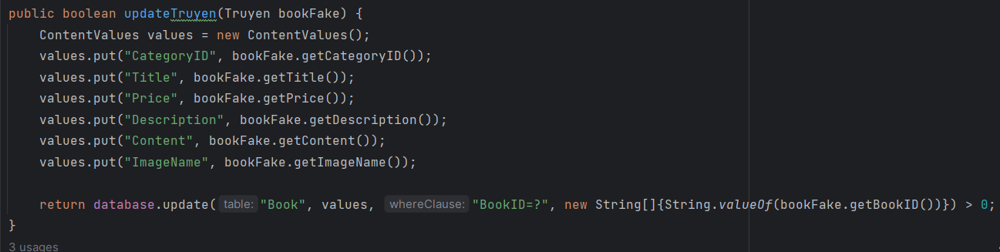 public boolean updateTruyen(Truyen bookFake) {
    ContentValues values = new ContentValues();
    values.put("CategoryID", bookFake.getCategoryID());
    values.put("Title", bookFake.getTitle());
    values.put("Price", bookFake.getPrice());
    values.put("Description", bookFake.getDescription());
    values.put("Content", bookFake.getContent());
    values.put("ImageName", bookFake.getImageName());
    return database.update( table: "Book", values, whereClause: "BookID=?", new String[]{String.valueOf(bookFake.getBookID())}) > 0;
}
3 usages